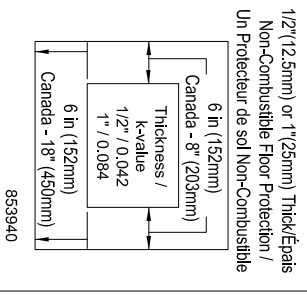 1/2"(12.5mm) or 1"(25mm) Thick/Épais
Non-Combustible Floor Protection /
Un Protecteur de sol Non-Combustible
6 in (152mm)
Canada - 8" (203mm)
Thickness /
k-value
1/2" / 0.042
1" / 0.084
6 in (152mm)
Canada - 18" (450mm)
853940